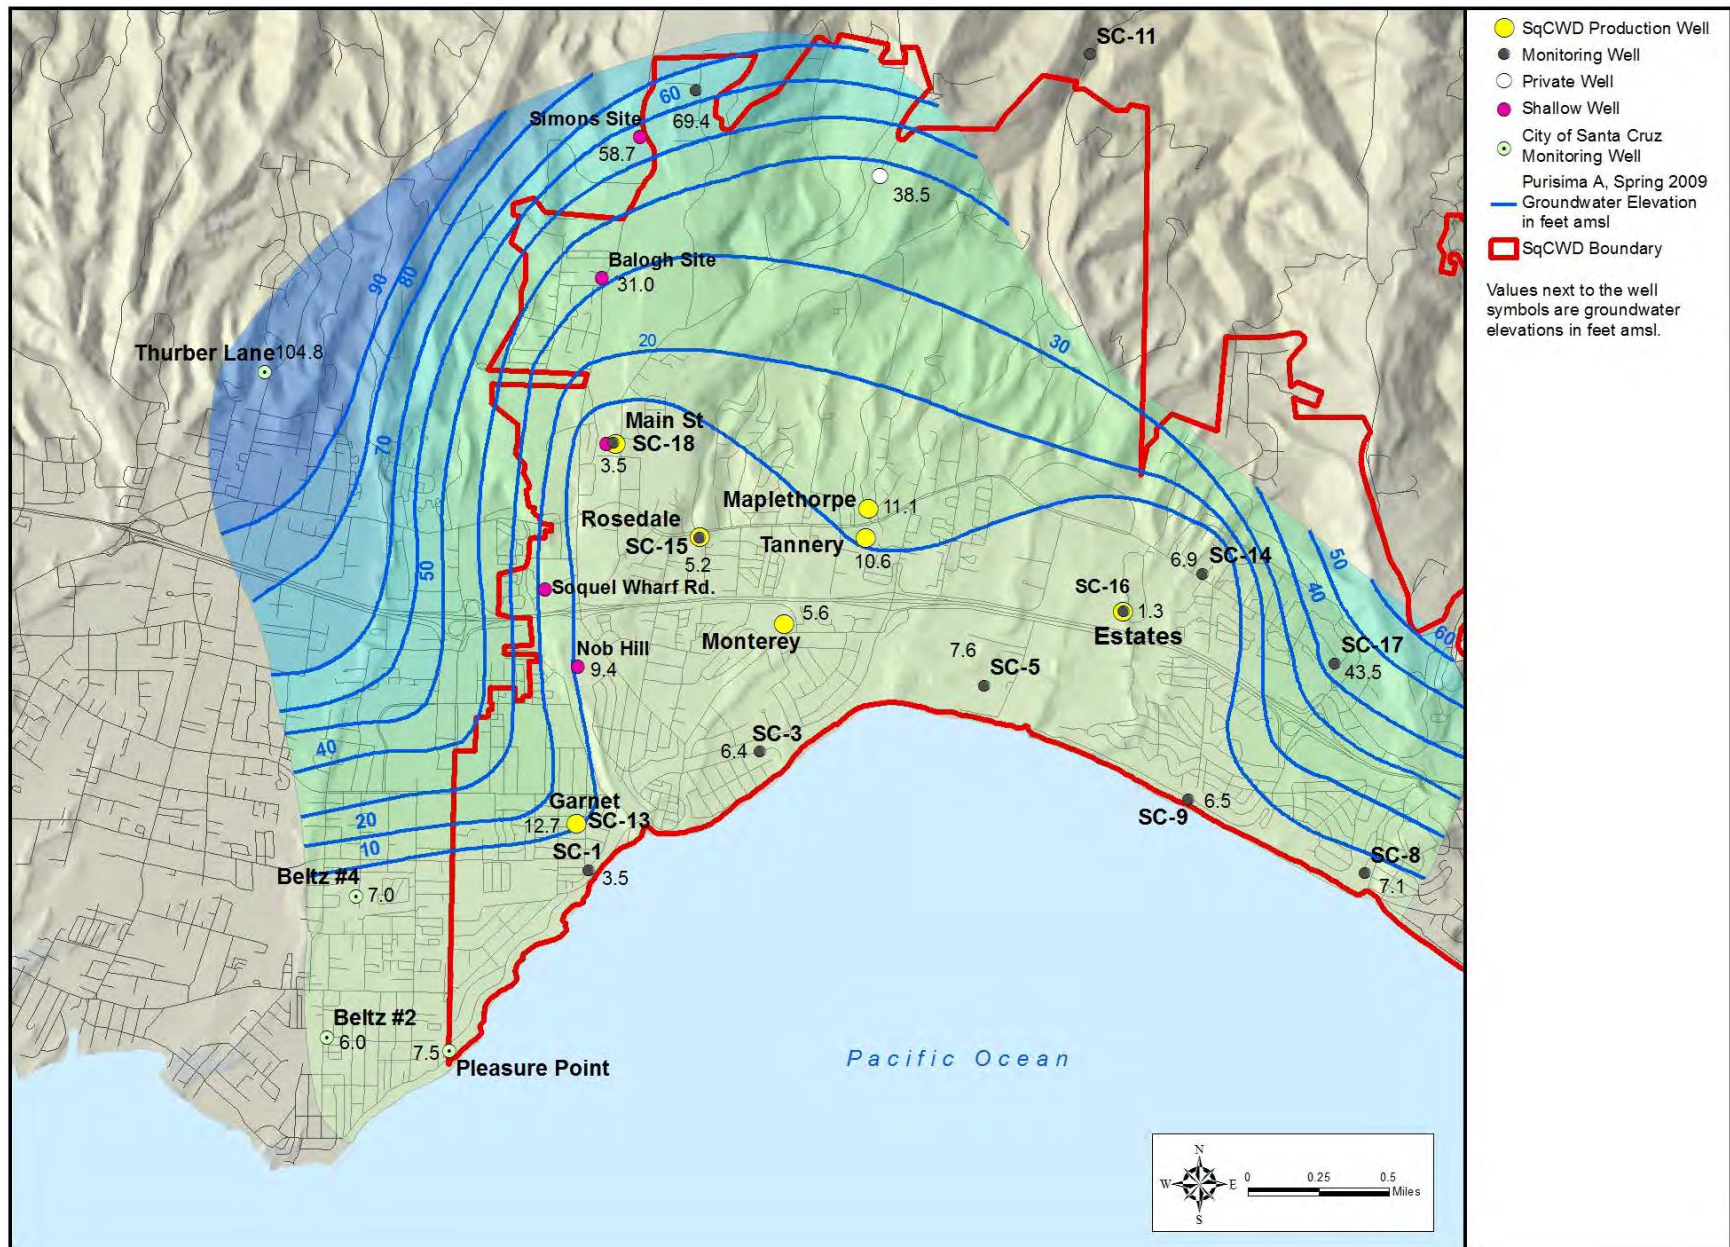 SC-11
60
69.4
Simons Site
58.7
38.5
Balogh Site
31.0
90
80
Thurber Lane 104.8
20
30
70
Main St
SC-18
3.5
Maplethorpe 11.1
Rosedale
SC-15
5.2
Tannery
10.6
50
50
40
60
6.9 SC-14
Soquel Wharf Rd.
SC-16
1.3
Estates
5.6
Monterey
Nob Hill
9.4
7.6
SC-5
SC-17
43.5
40
SC-3
6.4
Garnet
12.7 SC-13
20
10
SC-1
3.5
6.5
SC-9
SC-8
7.1
Beltz #4
7.0
Beltz #2
6.0
7.5
Pleasure Point
Pacific Ocean
N
W E
S
0 0.25 0.5
Miles
SqCWD Production Well
Monitoring Well
Private Well
Shallow Well
City of Santa Cruz
Monitoring Well
Purisima A, Spring 2009
Groundwater Elevation
in feet amsl
SqCWD Boundary
Values next to the well
symbols are groundwater
elevations in feet amsl.